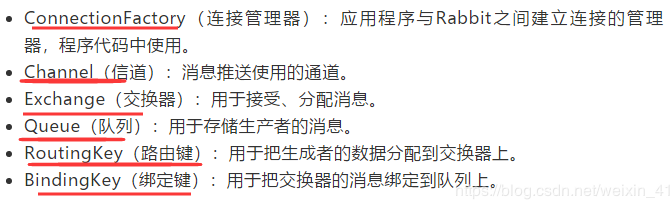 ConnectionFactory（连接管理器）：应用程序与Rabbit之间建立连接的管理
器，程序代码中使用。
Channel（信道）：消息推送使用的通道。
Exchange（交换器）：用于接受、分配消息。
Queue（队列）：用于存储生产者的消息。
RoutingKey（路由键）：用于把生成者的数据分配到交换器上。
BindingKey（绑定键）：用于把交换器的消息绑定到队列上。
https://blog.csdn.net/weixin_41